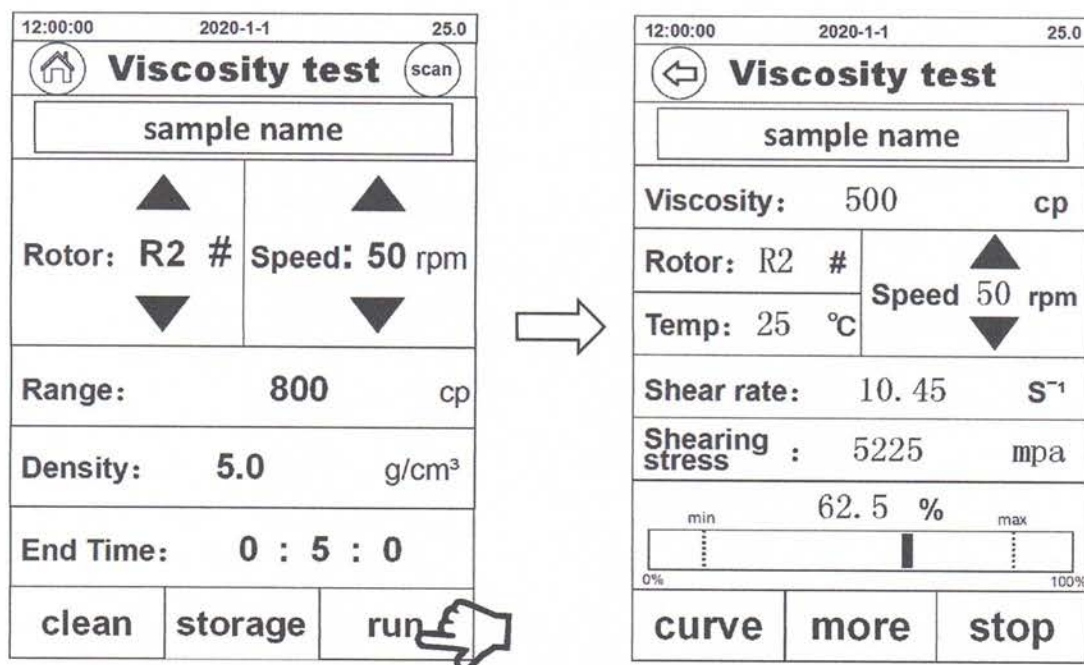 12:00:00 2020-1-1 25.0
Viscosity test scan
sample name
Rotor: R2 # Speed: 50 rpm
Range: 800 cp
Density: 5.0 g/cm³
End Time: 0 : 5 : 0
clean storage run
12:00:00 2020-1-1 25.0
Viscosity test
sample name
Viscosity: 500 cp
Rotor: R2 #
Speed 50 rpm
Temp: 25 ℃
Shear rate: 10.45 S⁻¹
Shearing stress : 5225 mpa
62.5 %
min max
0% 100%
curve more stop